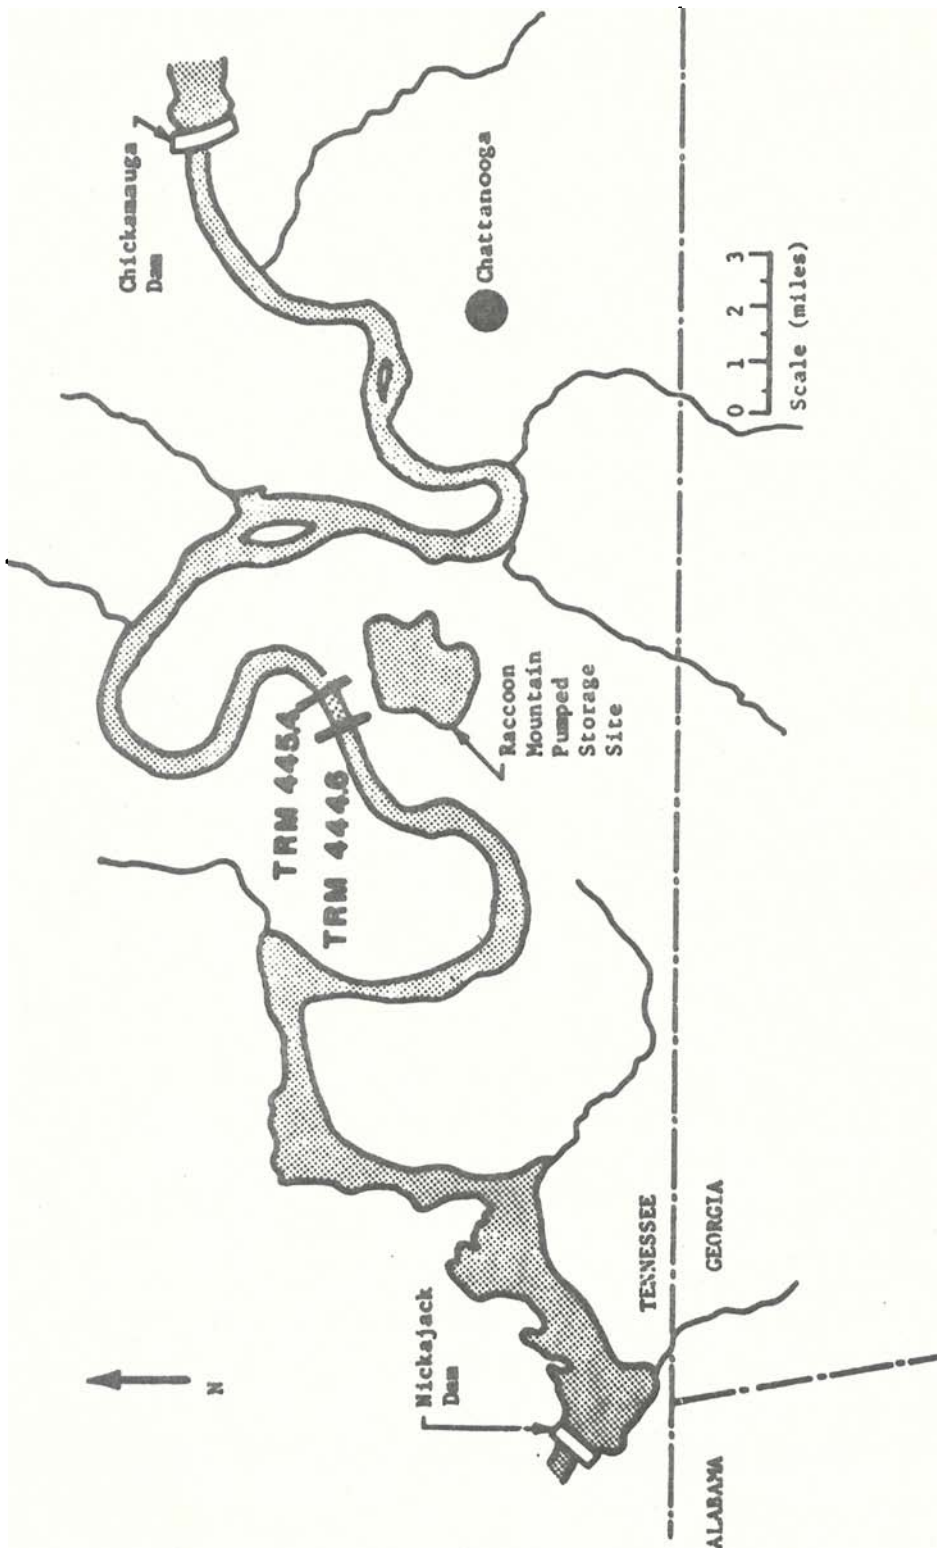 Chickamauga
Dam
N
TRM 445.4
TRM 444.6
Nickajack
Dam
Chattanooga
Raccoon
Mountain
Pumped
Storage
Site
TENNESSEE
GEORGIA
ALABAMA
0 1 2 3
Scale (miles)